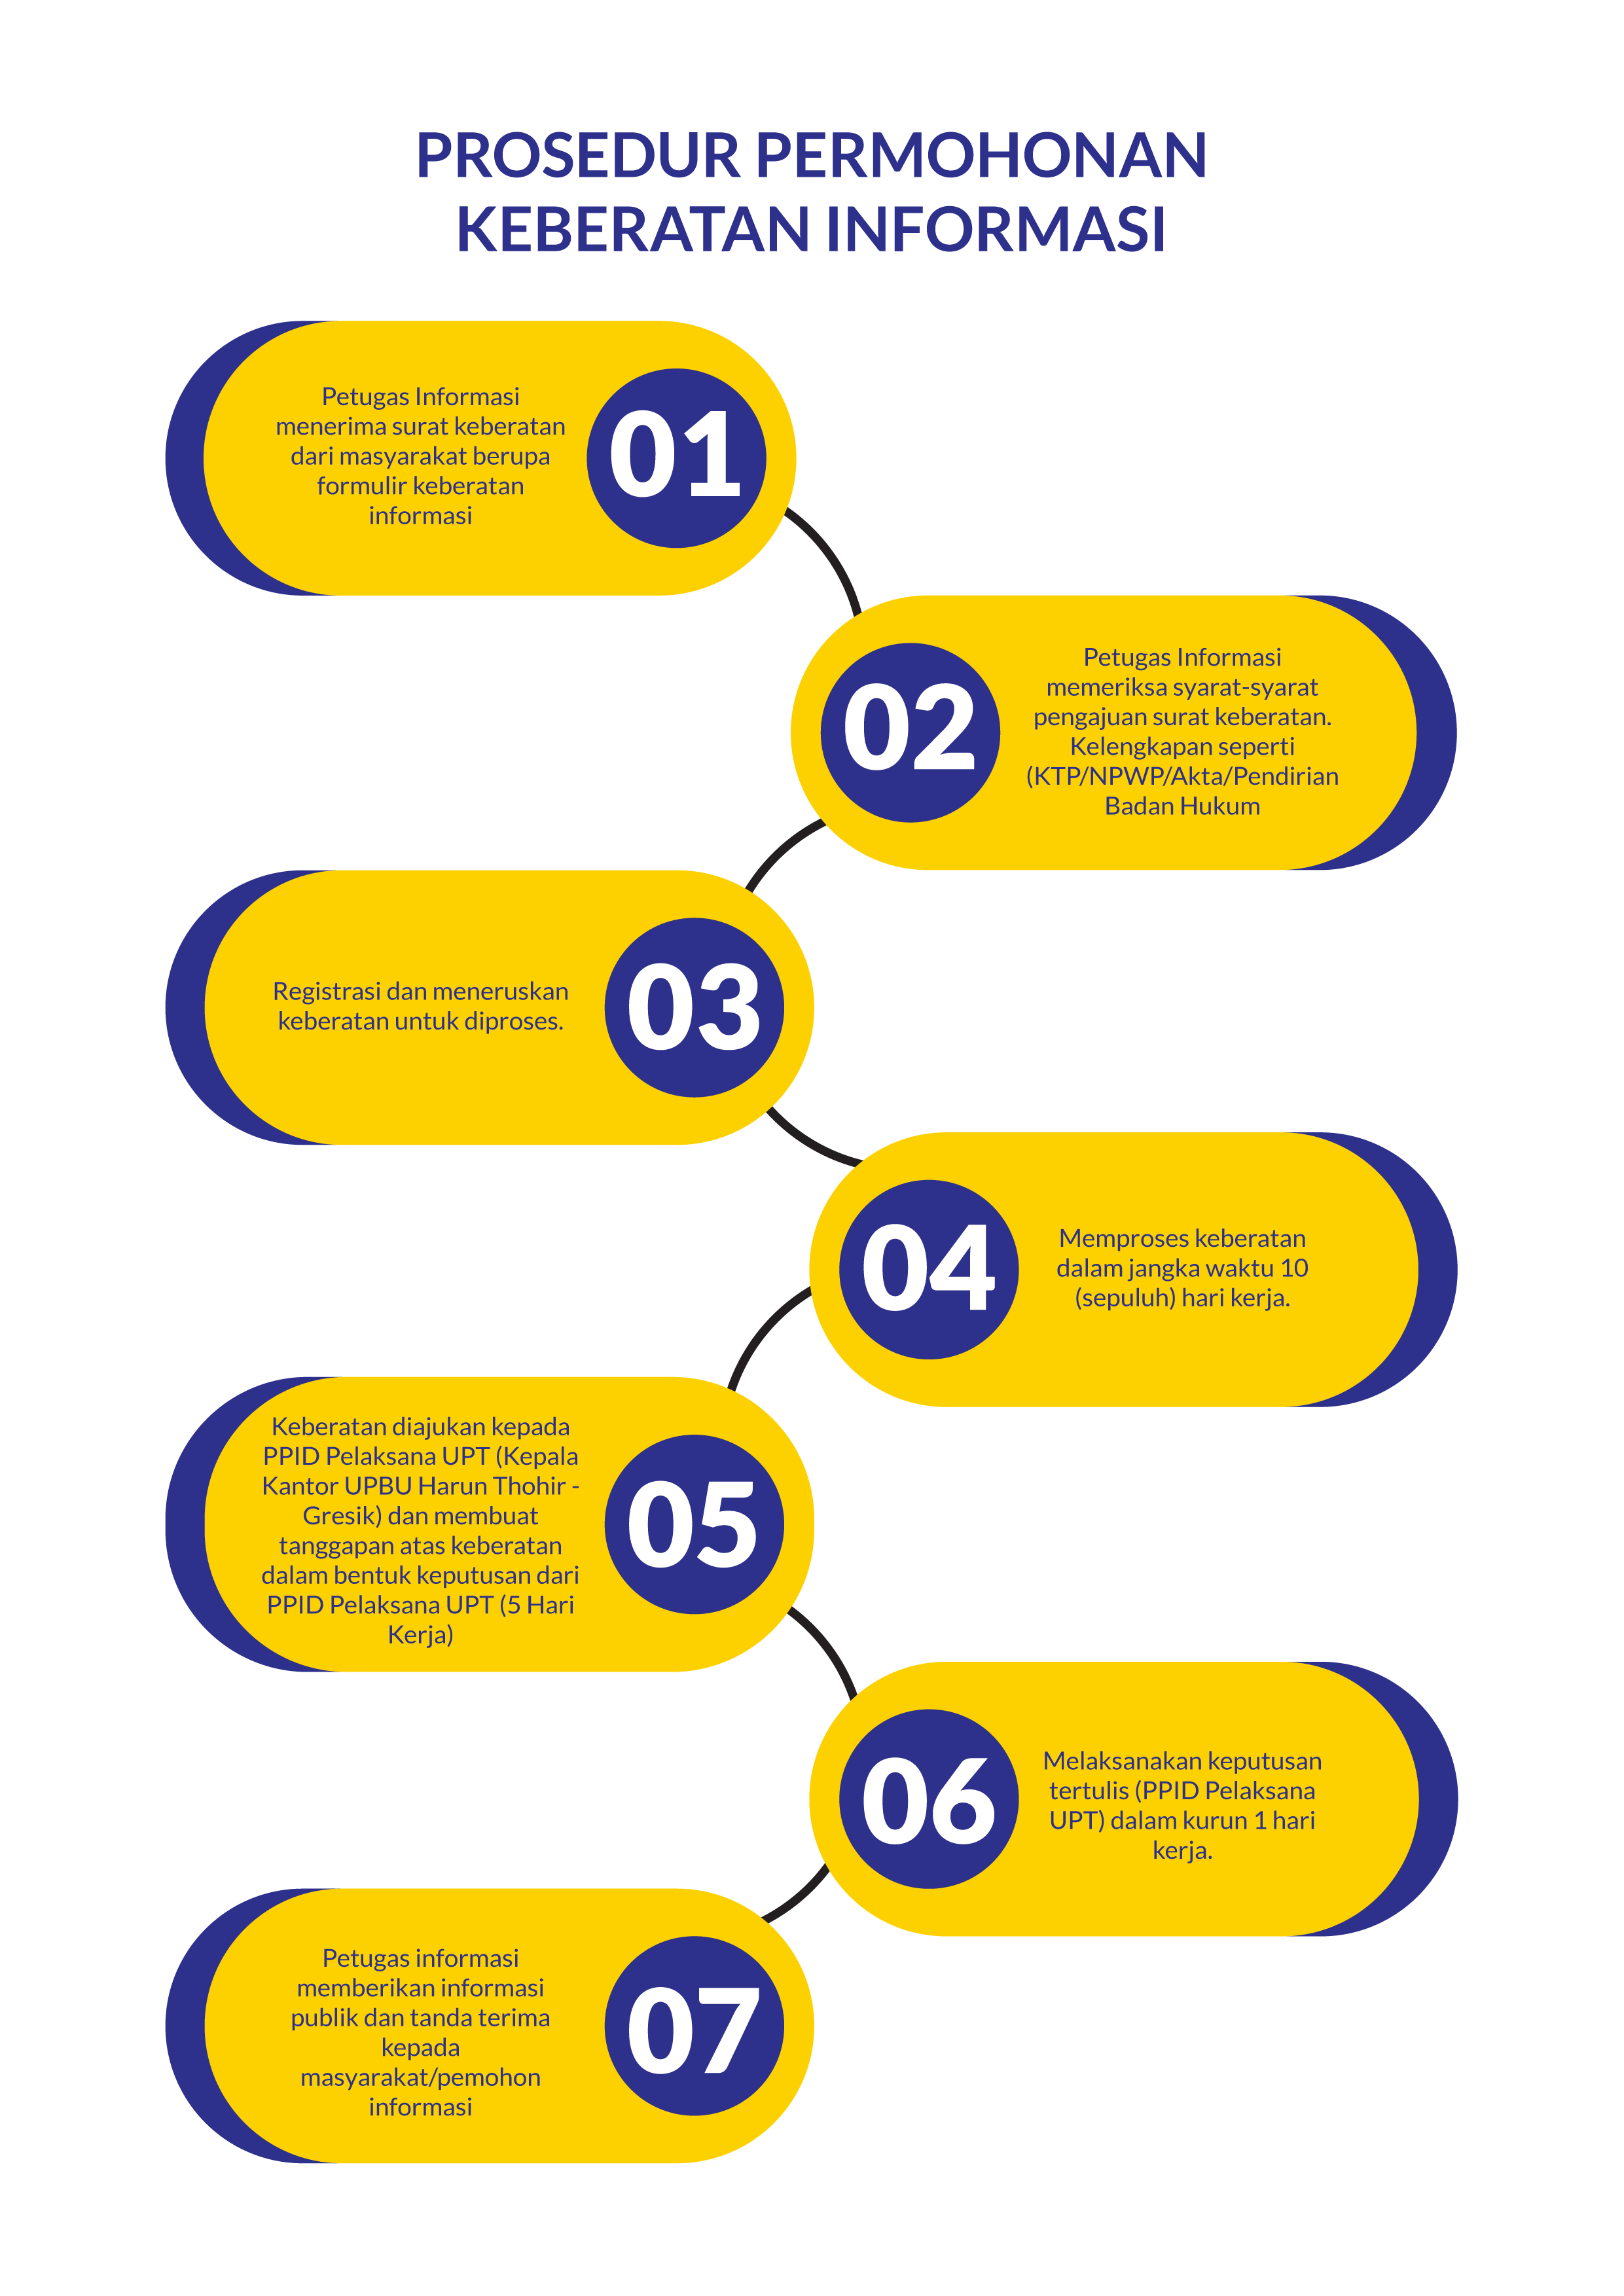 PROSEDUR PERMOHONAN
KEBERATAN INFORMASI
Petugas Informasi
menerima surat keberatan
dari masyarakat berupa
formulir keberatan
informasi
01
02
Petugas Informasi
memeriksa syarat-syarat
pengajuan surat keberatan.
Kelengkapan seperti
(KTP/NPWP/Akta/Pendirian
Badan Hukum
Registrasi dan meneruskan
keberatan untuk diproses.
03
04
Memproses keberatan
dalam jangka waktu 10
(sepuluh) hari kerja.
Keberatan diajukan kepada
PPID Pelaksana UPT (Kepala
Kantor UPBU Harun Thohir -
Gresik) dan membuat
tanggapan atas keberatan
dalam bentuk keputusan dari
PPID Pelaksana UPT (5 Hari
Kerja)
05
06
Melaksanakan keputusan
tertulis (PPID Pelaksana
UPT) dalam kurun 1 hari
kerja.
Petugas informasi
memberikan informasi
publik dan tanda terima
kepada
masyarakat/pemohon
informasi
07